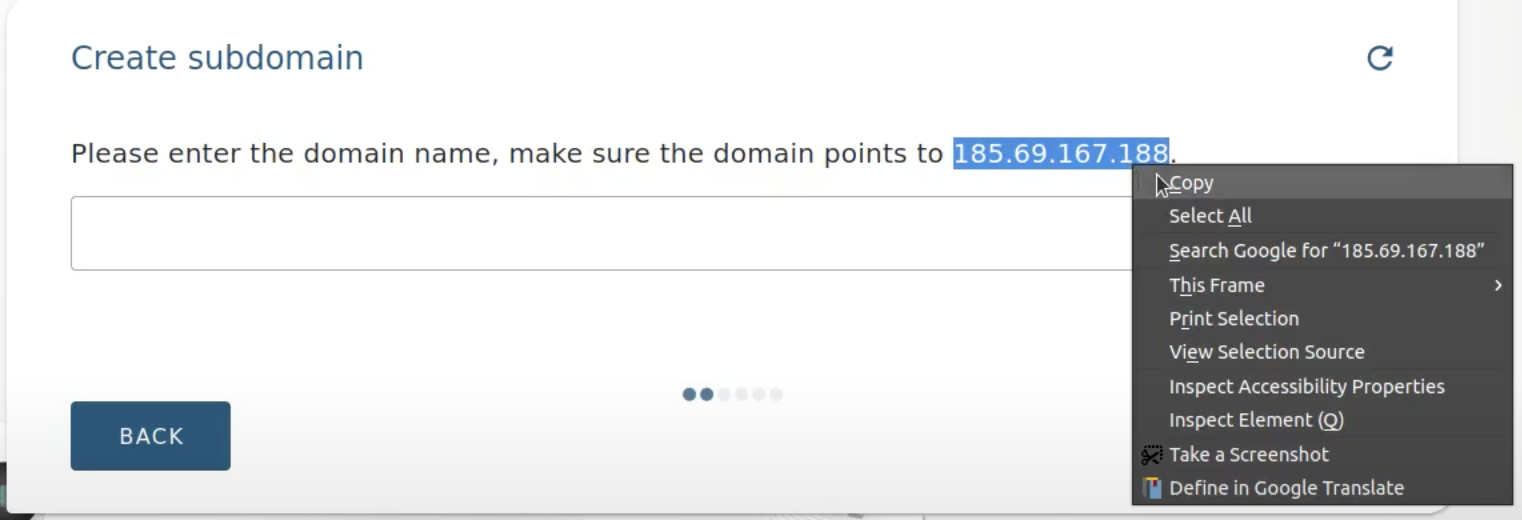 Create subdomain
Please enter the domain name, make sure the domain points to 185.69.167.188.
Copy
Select All
Search Google for “185.69.167.188”
This Frame
Print Selection
View Selection Source
Inspect Accessibility Properties
Inspect Element (Q)
Take a Screenshot
Define in Google Translate
BACK